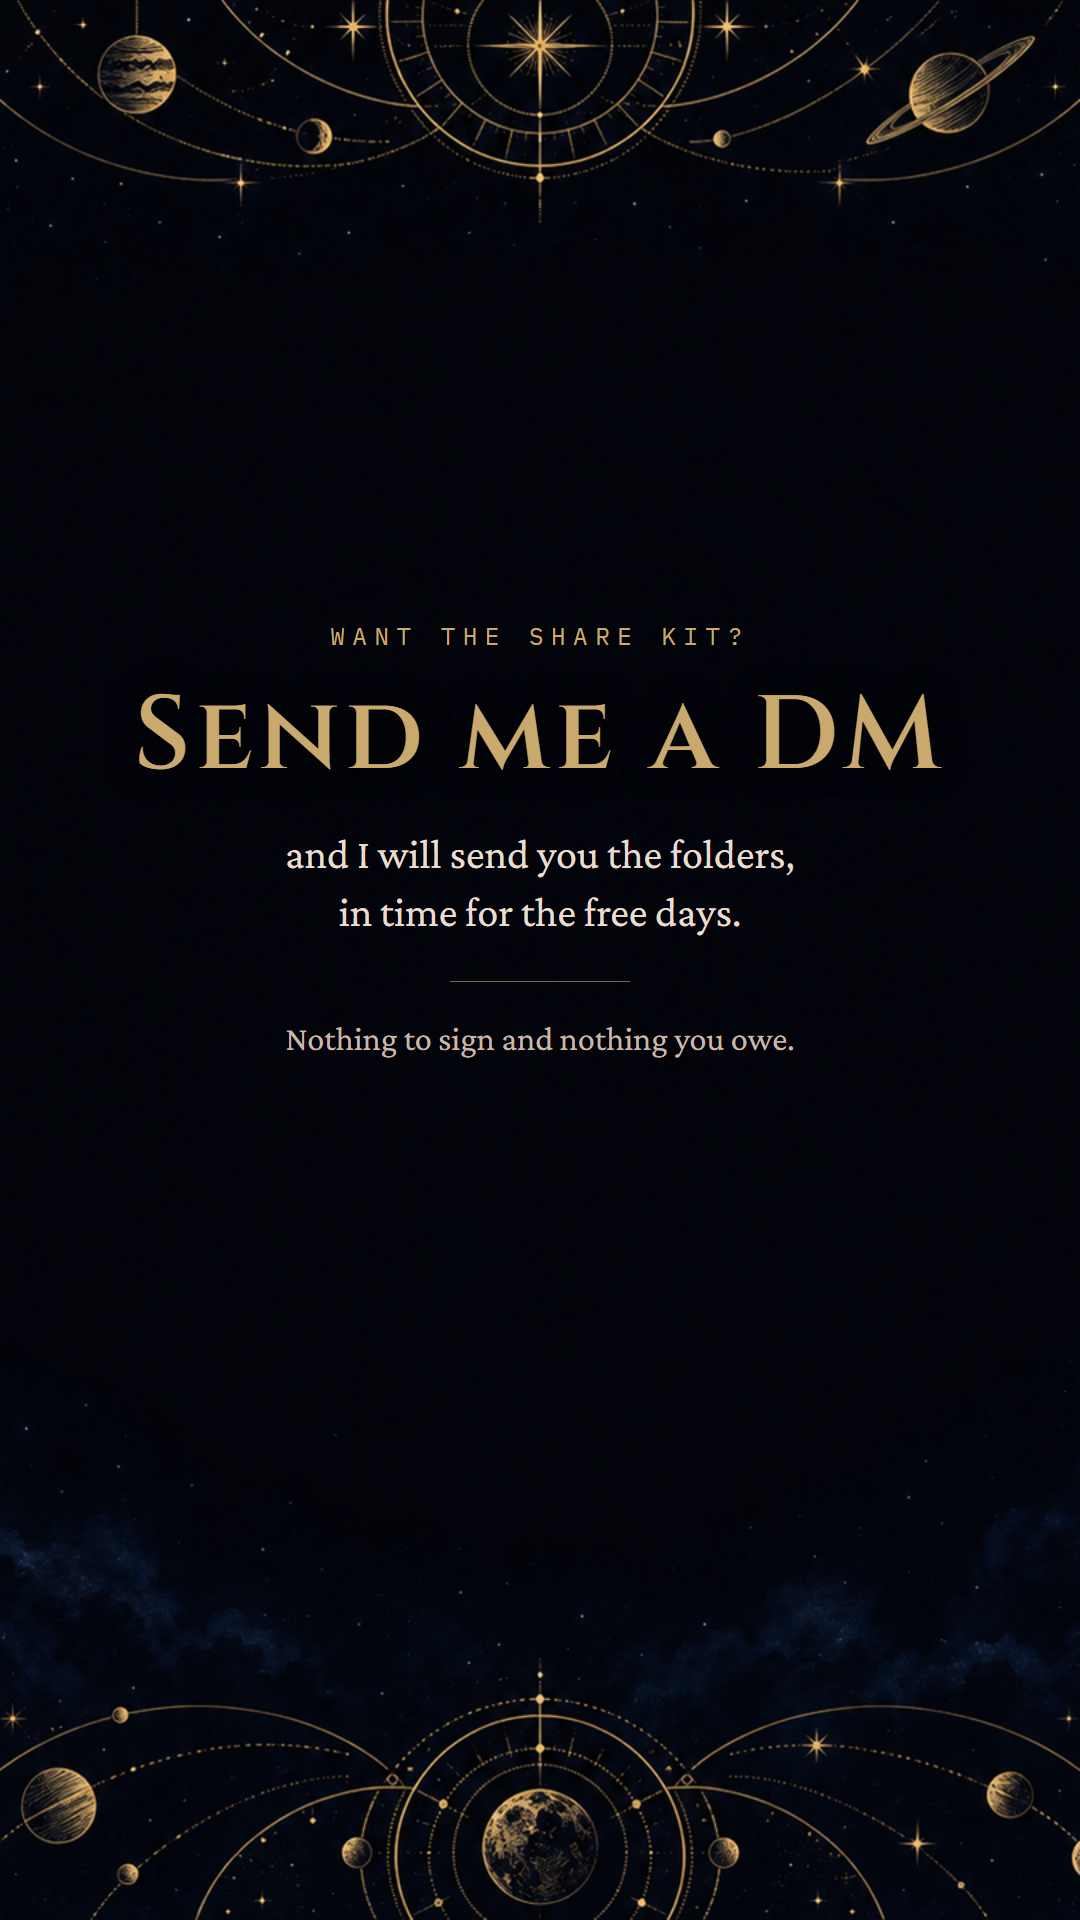 WANT THE SHARE KIT?
SEND ME A DM
and I will send you the folders,
in time for the free days.
Nothing to sign and nothing you owe.